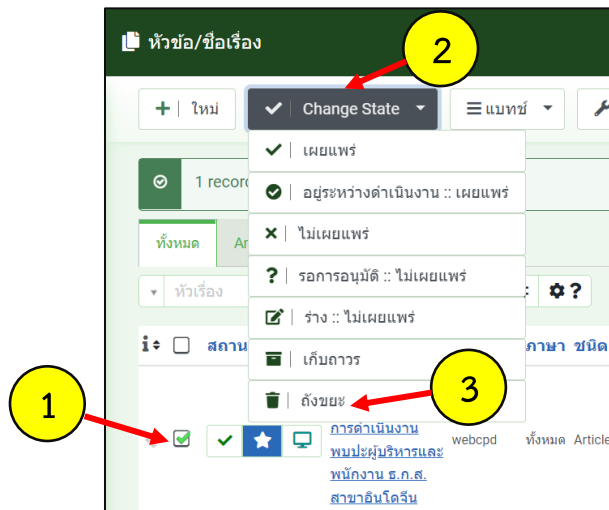 หัวข้อ/ชื่อเรื่อง
2
ใหม่
Change State
แบทช์
เผยแพร่
1 record
อยู่ระหว่างดำเนินงาน :: เผยแพร่
ไม่เผยแพร่
ทั้งหมด
Ar
รอการอนุมัติ :: ไม่เผยแพร่
หัวเรื่อง
ร่าง :: ไม่เผยแพร่
สถาน
ภาษา ชนิด
เก็บถาวร
ถังขยะ
3
1
การดำเนินงาน
พบปะผู้บริหารและ
พนักงาน ธ.ก.ส.
สาขาอินโดจีน
webcpd
ทั้งหมด
Article